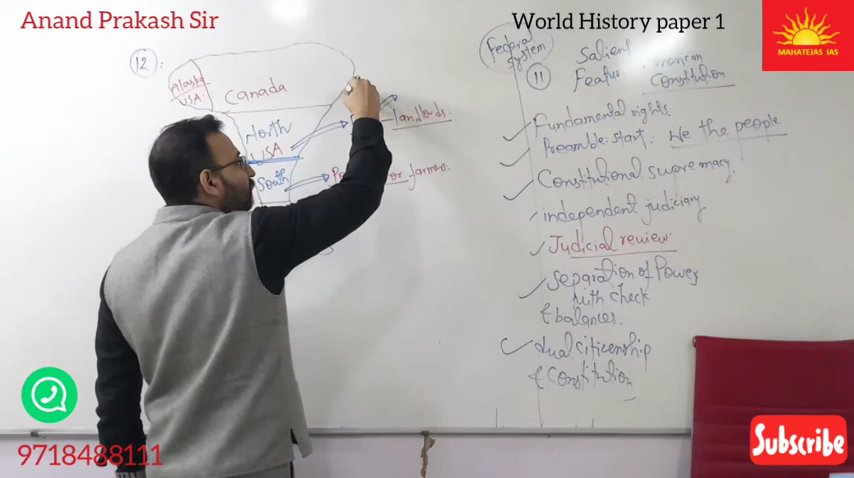 Anand Prakash Sir
World History paper 1
MAHATEJAS IAS
12:
Alaska
USA.
Canada
North
USA
South
landlords.
or farmers.
Federal
system
11
Salient
Constitution
Fundamental rights.
Preamble: start: We the people
Constitutional supremacy.
independent judiciary
Judicial review.
separation of Power
with check
& balances.
dual citizenship
& Constitution
9718488111
Subscribe